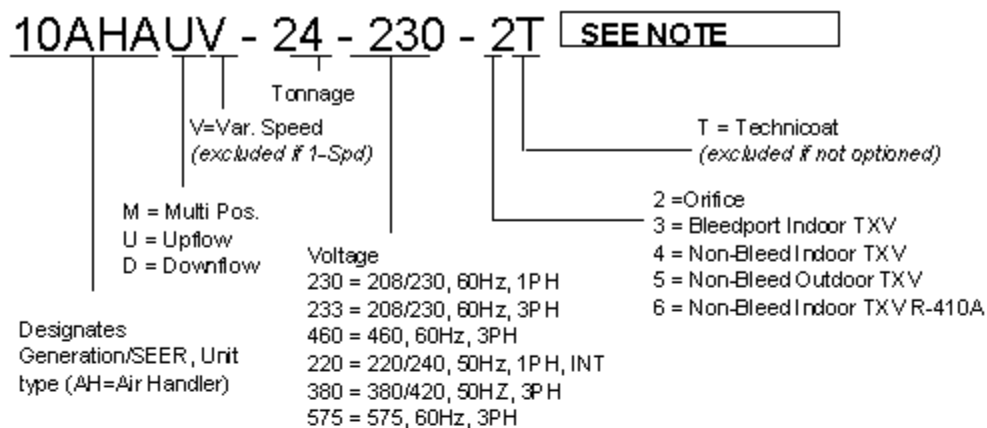 10AHAUV - 24 - 230 - 2T SEE NOTE
Tonnage
V=Var. Speed
(excluded if 1-Spd)
T = Technicoat
(excluded if not optioned)
M = Multi Pos.
U = Upflow
D = Downflow
2 =Orifice
3 = Bleedport Indoor TXV
4 = Non-Bleed Indoor TXV
5 = Non-Bleed Outdoor TXV
6 = Non-Bleed Indoor TXV R-410A
Voltage
230 = 208/230, 60Hz, 1PH
233 = 208/230, 60Hz, 3PH
460 = 460, 60Hz, 3PH
220 = 220/240, 50Hz, 1PH, INT
380 = 380/420, 50HZ, 3PH
575 = 575, 60Hz, 3PH
Designates
Generation/SEER, Unit
type (AH=Air Handler)